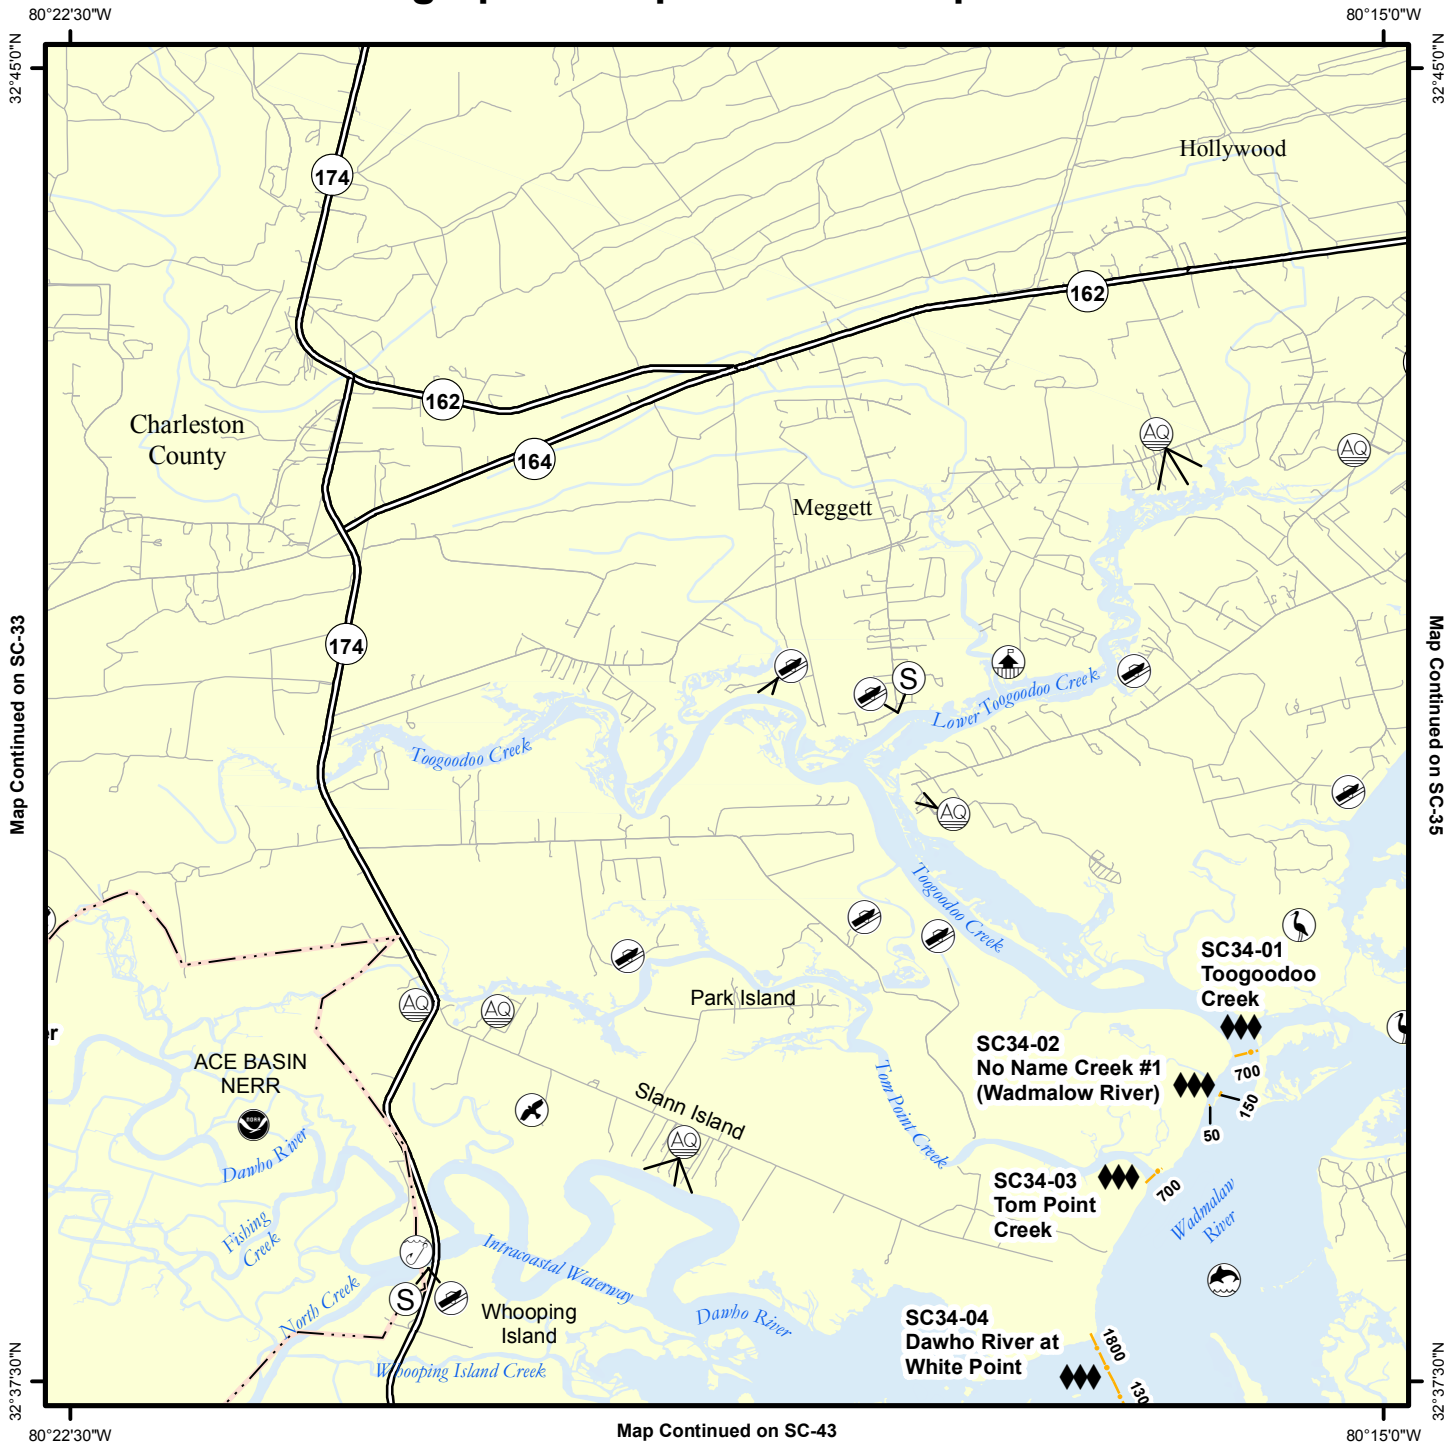 80°22'30"W
80°15'0"W
32°45'0"N
32°45'0"N
Hollywood
174
162
162
Charleston
County
164
AQ
AQ
Meggett
Map Continued on SC-33
Map Continued on SC-35
174
S
Lower Toogoodoo Creek
Toogoodoo Creek
AQ
Toogoodoo Creek
SC34-01
Toogoodoo
Creek
Park Island
AQ
AQ
SC34-02
No Name Creek #1
(Wadmalow River)
700
150
50
ACE BASIN
NERR
Slann Island
Tom Point Creek
AQ
Dawho River
SC34-03
Tom Point
Creek
700
Wadmalaw
River
Fishing
Creek
Intracoastal Waterway
North Creek
S
Whooping
Island
Dawho River
SC34-04
Dawho River at
White Point
1800
130
Whooping Island Creek
32°37'30"N
32°37'30"N
80°22'30"W
Map Continued on SC-43
80°15'0"W